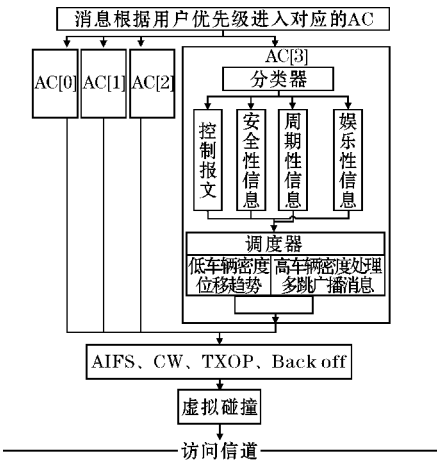 消息根据用户优先级进入对应的AC
AC[0]
AC[1]
AC[2]
AC[3]
分类器
控制报文
安全性信息
周期性信息
娱乐性信息
调度器
低车辆密度
位移趋势
高车辆密度处理
多跳广播消息
AIFS、CW、TXOP、Back off
虚拟碰撞
访问信道